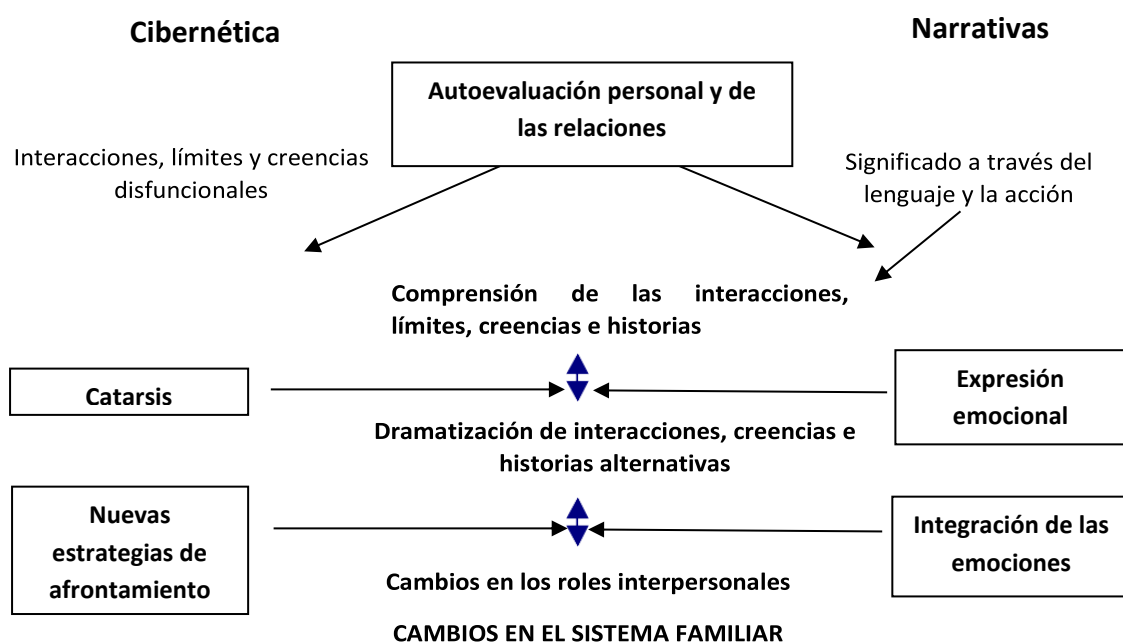 Cibernética
Narrativas
Autoevaluación personal y de
las relaciones
Interacciones, límites y creencias
disfuncionales
Significado a través del
lenguaje y la acción
Comprensión de las interacciones,
límites, creencias e historias
Catarsis
Expresión
emocional
Dramatización de interacciones, creencias e
historias alternativas
Nuevas
estrategias de
afrontamiento
Integración de las
emociones
Cambios en los roles interpersonales
CAMBIOS EN EL SISTEMA FAMILIAR